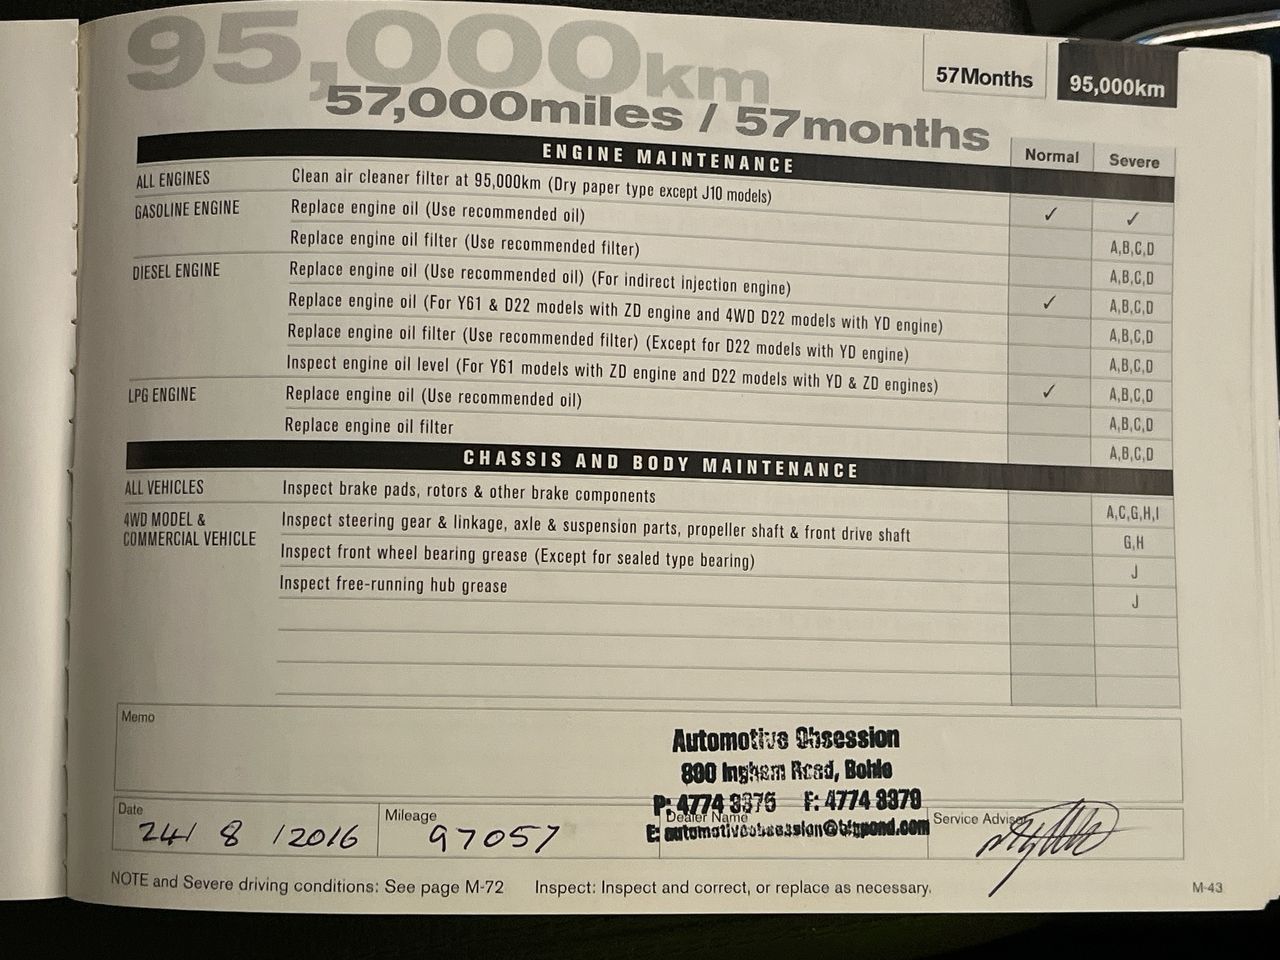 95,000km
57,000miles / 57months
57Months
95,000km
ENGINE MAINTENANCE Normal Severe
ALL ENGINES Clean air cleaner filter at 95,000km (Dry paper type except J10 models) ✓ ✓
GASOLINE ENGINE Replace engine oil (Use recommended oil) A,B,C,D
Replace engine oil filter (Use recommended filter) A,B,C,D
DIESEL ENGINE Replace engine oil (Use recommended oil) (For indirect injection engine) ✓ A,B,C,D
Replace engine oil (For Y61 & D22 models with ZD engine and 4WD D22 models with YD engine) A,B,C,D
Replace engine oil filter (Use recommended filter) (Except for D22 models with YD engine) A,B,C,D
Inspect engine oil level (For Y61 models with ZD engine and D22 models with YD & ZD engines) ✓ A,B,C,D
LPG ENGINE Replace engine oil (Use recommended oil) A,B,C,D
Replace engine oil filter A,B,C,D
CHASSIS AND BODY MAINTENANCE
ALL VEHICLES Inspect brake pads, rotors & other brake components A,C,G,H,I
4WD MODEL & COMMERCIAL VEHICLE Inspect steering gear & linkage, axle & suspension parts, propeller shaft & front drive shaft G,H
Inspect front wheel bearing grease (Except for sealed type bearing) J
Inspect free-running hub grease J
Memo
Automotive Obsession
Ingham Road, Bohle
P: 4774 F: 4774
E:
Date 24/ 8 /2016
Mileage 97057
Dealer Name
Service Advisor
NOTE and Severe driving conditions: See page M-72 Inspect: Inspect and correct, or replace as necessary.
M-43